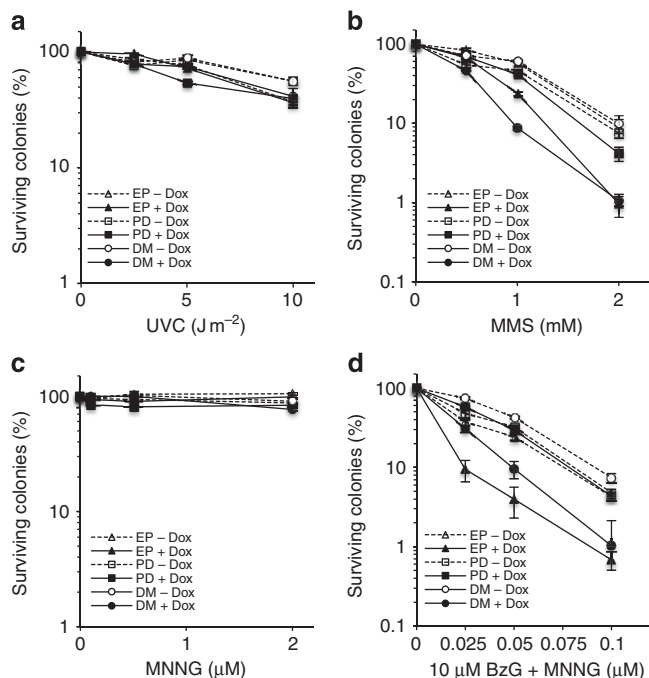 a
Surviving colonies (%)
100
10
1
EP – Dox
EP + Dox
PD – Dox
PD + Dox
DM – Dox
DM + Dox
0 5 10
UVC (J m⁻²)
b
Surviving colonies (%)
100
10
1
0.1
EP – Dox
EP + Dox
PD – Dox
PD + Dox
DM – Dox
DM + Dox
0 1 2
MMS (mM)
c
Surviving colonies (%)
100
10
1
EP – Dox
EP + Dox
PD – Dox
PD + Dox
DM – Dox
DM + Dox
0 1 2
MNNG (μM)
d
Surviving colonies (%)
100
10
1
0.1
EP – Dox
EP + Dox
PD – Dox
PD + Dox
DM – Dox
DM + Dox
0 0.025 0.05 0.075 0.1
10 μM BzG + MNNG (μM)